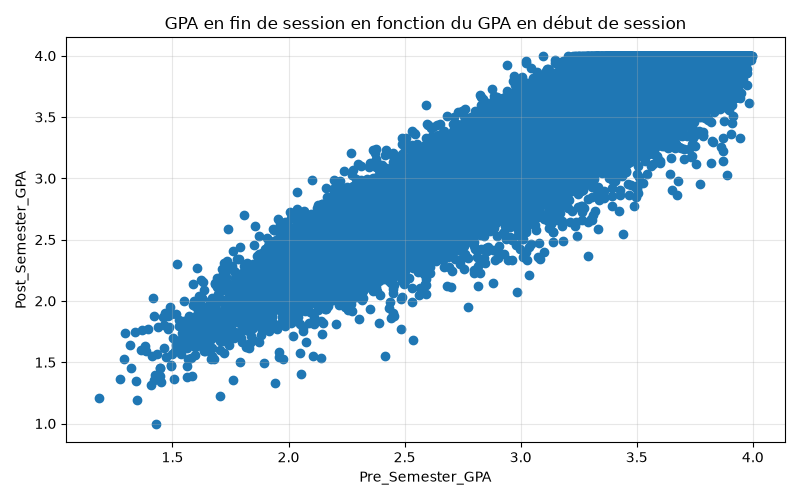 GPA en fin de session en fonction du GPA en début de session
4.0
3.5
3.0
2.5
2.0
1.5
1.0
Post_Semester_GPA
1.5 2.0 2.5 3.0 3.5 4.0
Pre_Semester_GPA